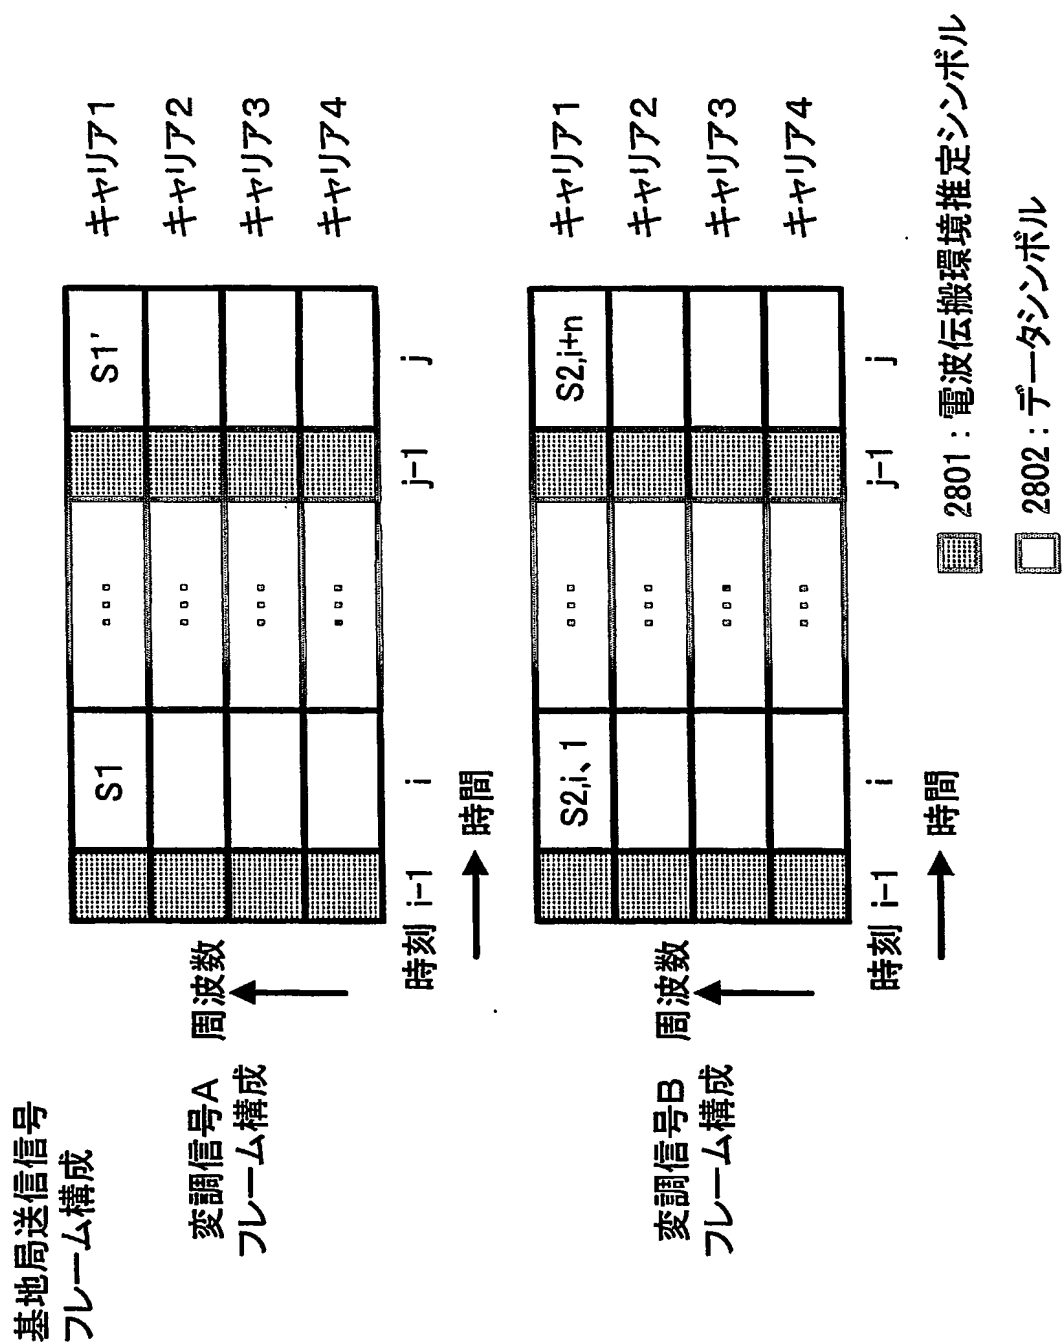 基地局送信信号
フレーム構成
変調信号A
フレーム構成
周波数
S1
...
S1'
キャリア1
...
キャリア2
...
キャリア3
...
キャリア4
時刻 i-1 i j-1 j
時間
変調信号B
フレーム構成
周波数
S2,i、1
...
S2,i+n
キャリア1
...
キャリア2
...
キャリア3
...
キャリア4
時刻 i-1 i j-1 j
時間
2801：電波伝搬環境推定シンボル
2802：データシンボル